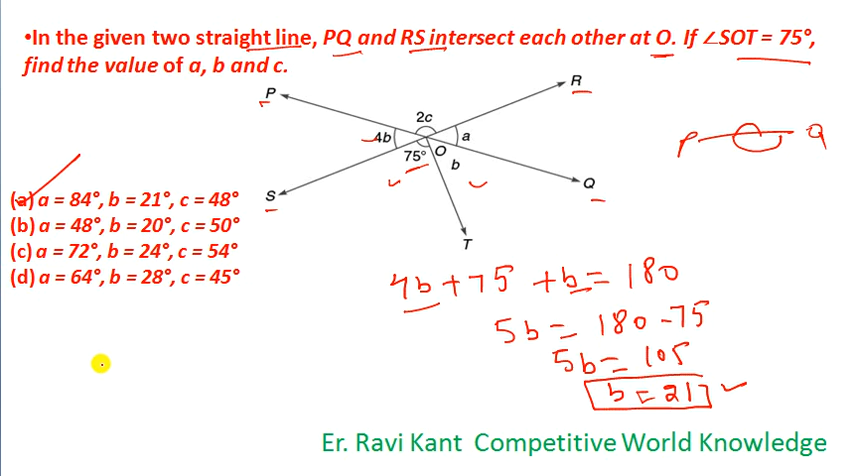 •In the given two straight line, PQ and RS intersect each other at O. If ∠SOT = 75°,
find the value of a, b and c.
P
R
2c
4b
a
75°
O
b
P
Q
S
Q
T
(a) a = 84°, b = 21°, c = 48°
(b) a = 48°, b = 20°, c = 50°
(c) a = 72°, b = 24°, c = 54°
(d) a = 64°, b = 28°, c = 45°
4b + 75 + b = 180
5b = 180 - 75
5b = 105
b = 21
Er. Ravi Kant Competitive World Knowledge